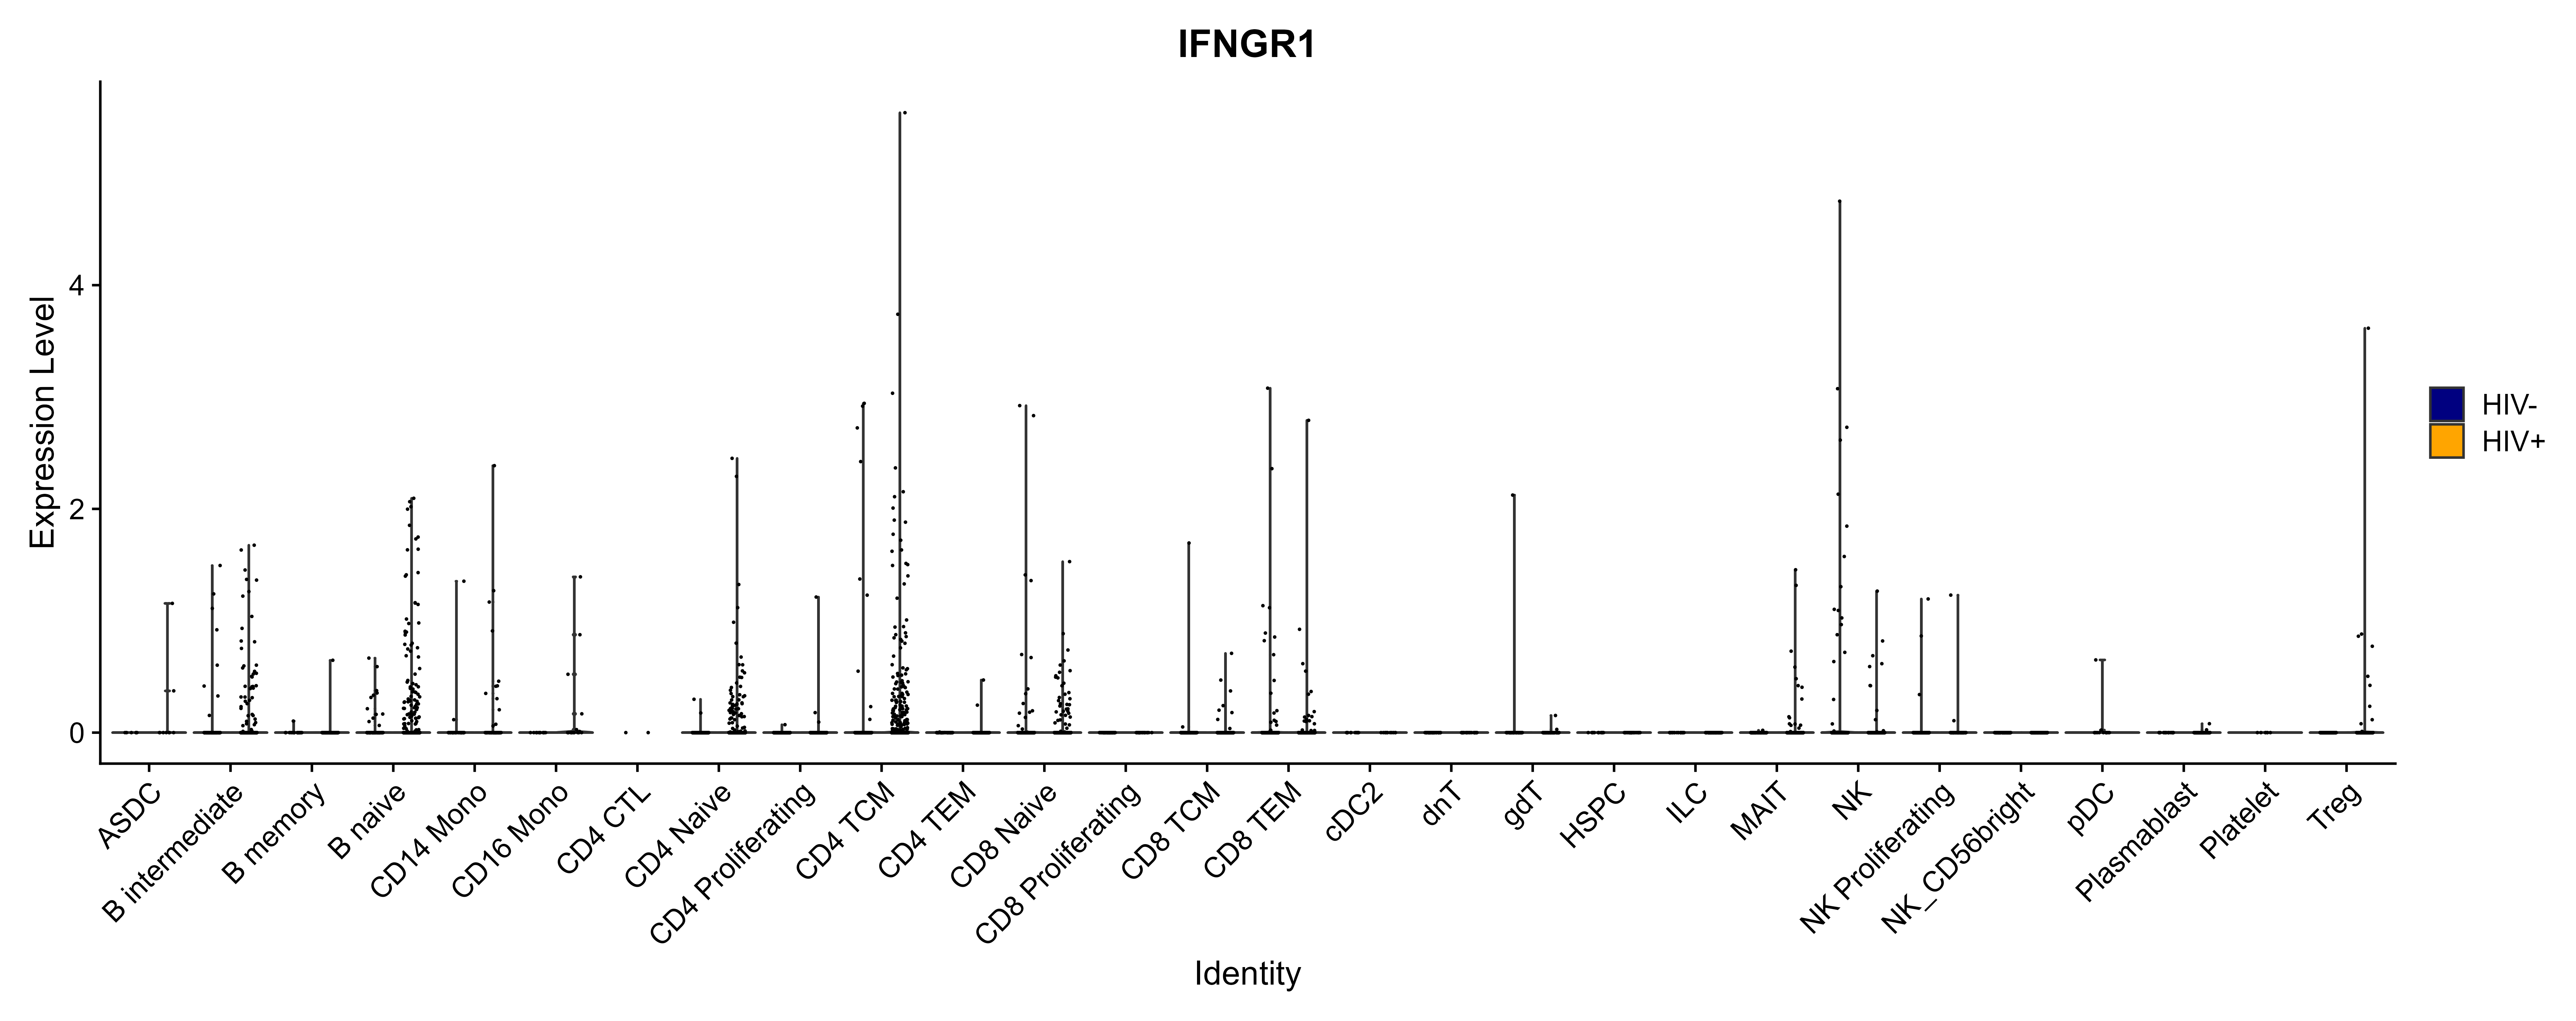 IFNGR1
Expression Level
4
2
0
ASDC
B intermediate
B memory
B naive
CD14 Mono
CD16 Mono
CD4 CTL
CD4 Naive
CD4 Proliferating
CD4 TCM
CD4 TEM
CD8 Naive
CD8 Proliferating
CD8 TCM
CD8 TEM
cDC2
dnT
gdT
HSPC
ILC
MAIT
NK
NK Proliferating
NK_CD56bright
pDC
Plasmablast
Platelet
Treg
Identity
HIV-
HIV+